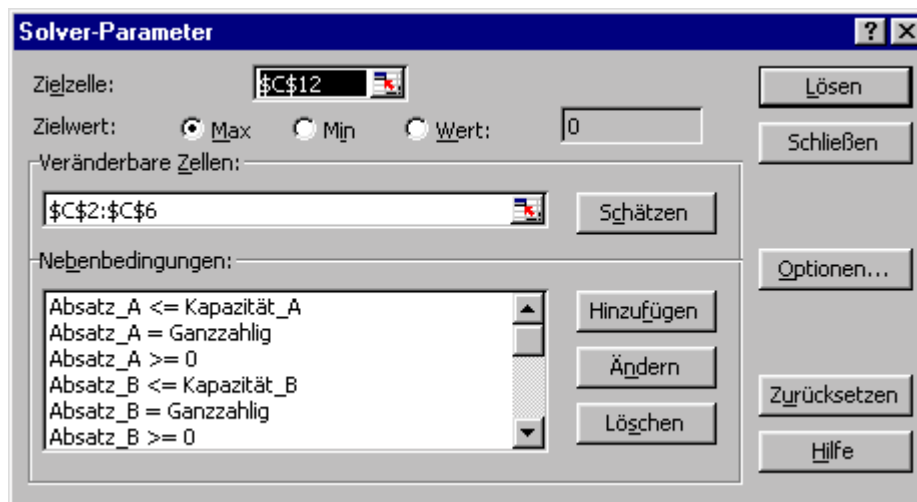 Solver-Parameter
Zielzelle: $C$12
Lösen
Zielwert: Max Min Wert: 0
Schließen
Veränderbare Zellen:
$C$2:$C$6
Schätzen
Nebenbedingungen:
Optionen...
Absatz_A <= Kapazität_A
Absatz_A = Ganzzahlig
Absatz_A >= 0
Absatz_B <= Kapazität_B
Absatz_B = Ganzzahlig
Absatz_B >= 0
Hinzufügen
Ändern
Löschen
Zurücksetzen
Hilfe